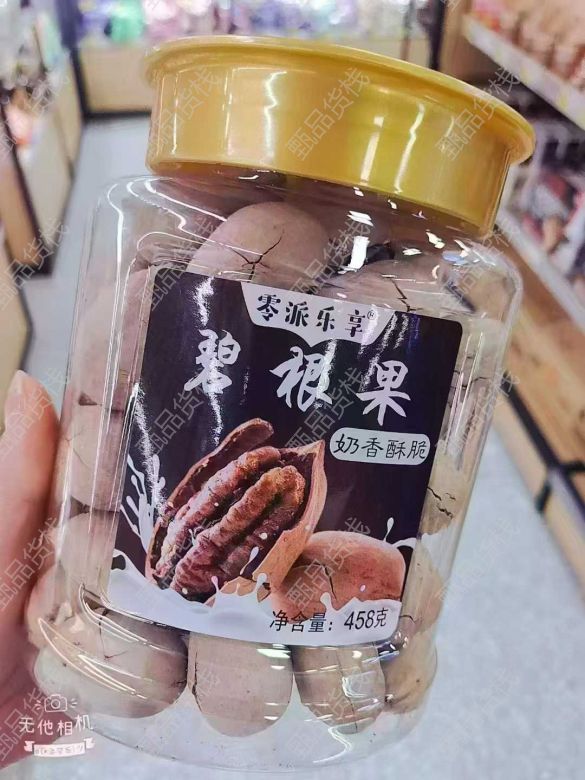 零派乐享®
碧根果
奶香酥脆
净含量：458克
无他相机
甄品货栈